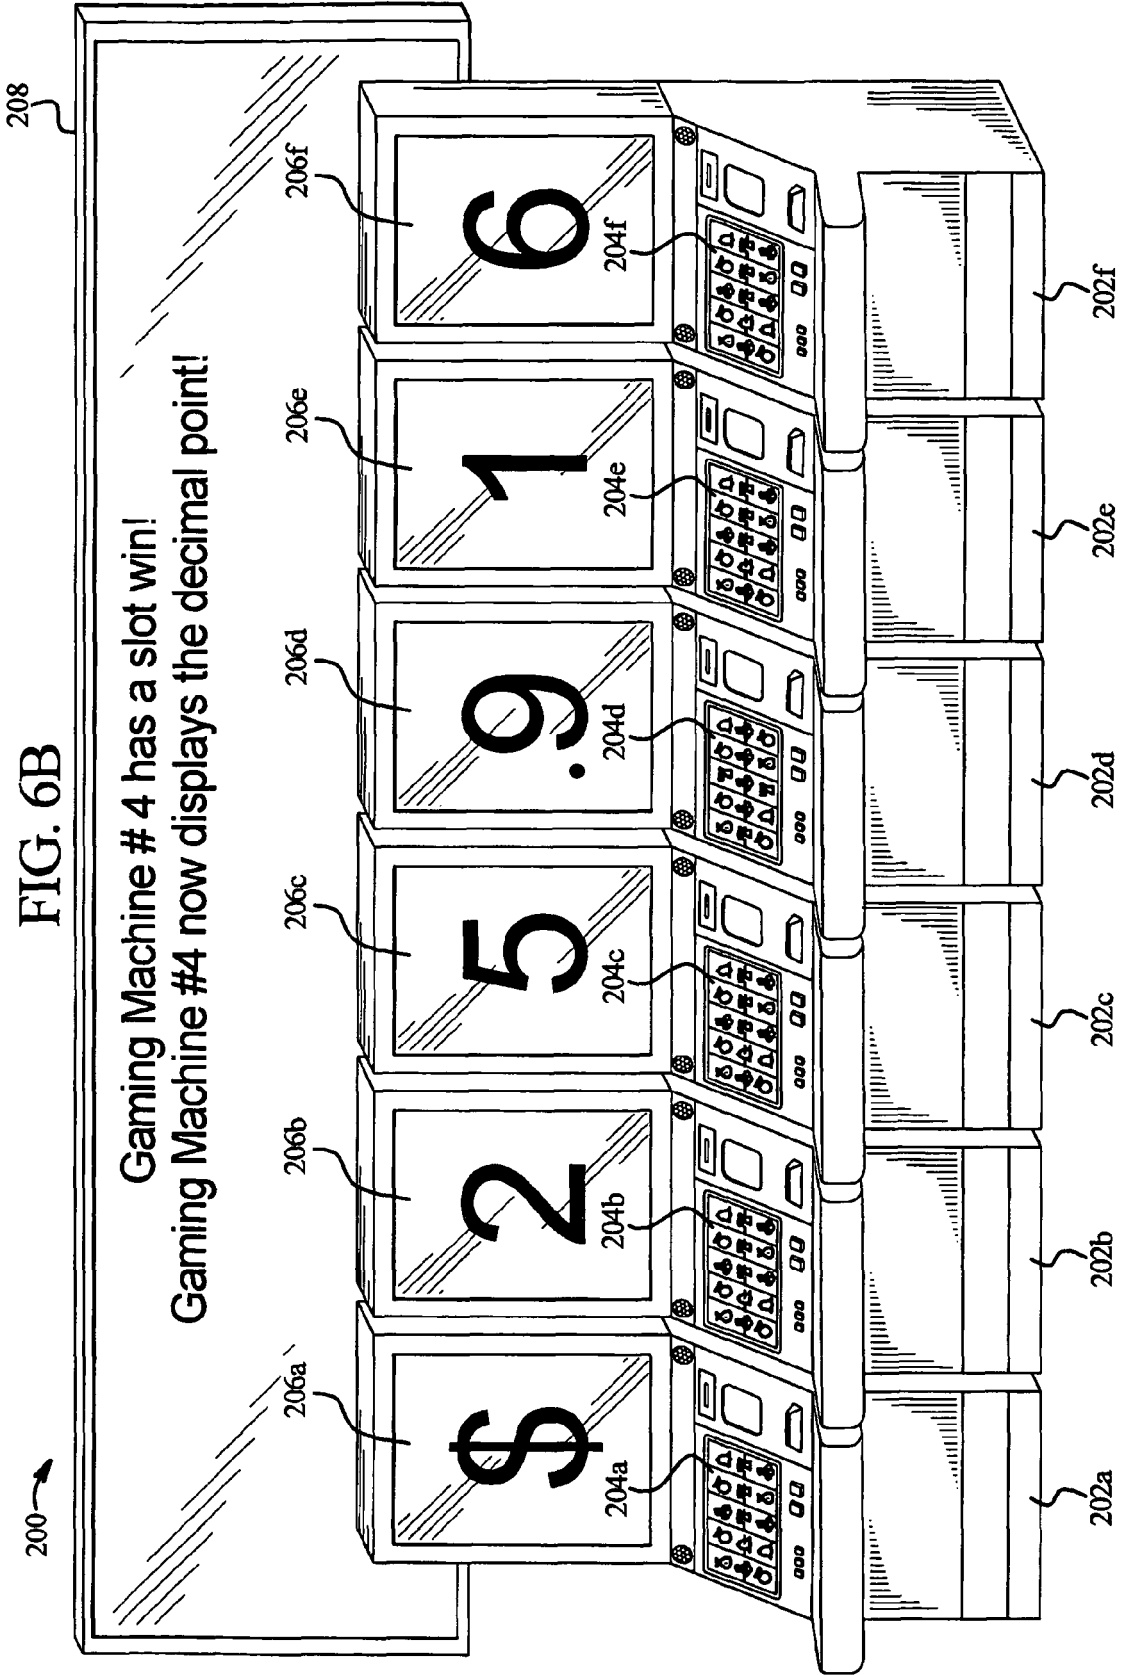 FIG. 6B
200
208
Gaming Machine # 4 has a slot win!
Gaming Machine #4 now displays the decimal point!
206a
206b
206c
206d
206e
206f
$
2
5
.9
1
6
204a
204b
204c
204d
204e
204f
202a
202b
202c
202d
202e
202f